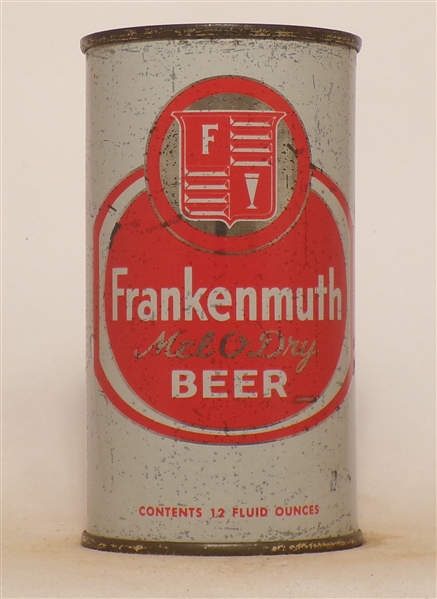 F
Frankenmuth
Mel O Dry
BEER
CONTENTS 12 FLUID OUNCES